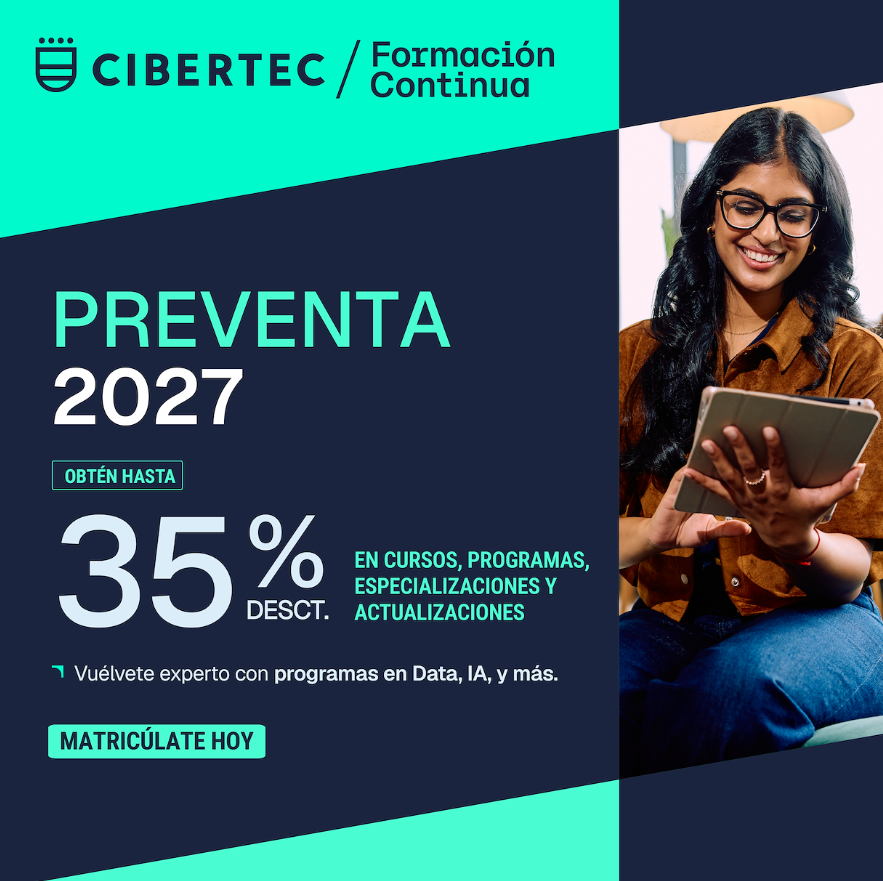 CIBERTEC / Formación
Continua
PREVENTA
2027
OBTÉN HASTA
35%
DESCT.
EN CURSOS, PROGRAMAS,
ESPECIALIZACIONES Y
ACTUALIZACIONES
Vuélvete experto con programas en Data, IA, y más.
MATRICÚLATE HOY